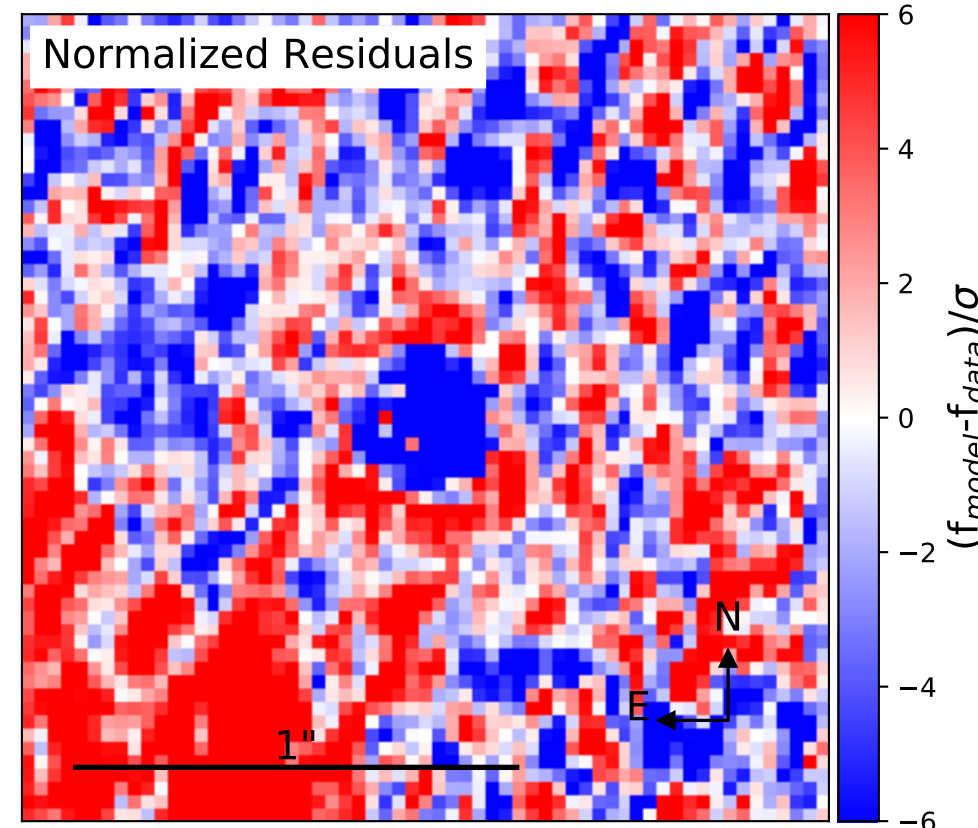 Normalized Residuals
6
4
2
0
−2
−4
−6
(f_model-f_data)/σ
N
E
1"